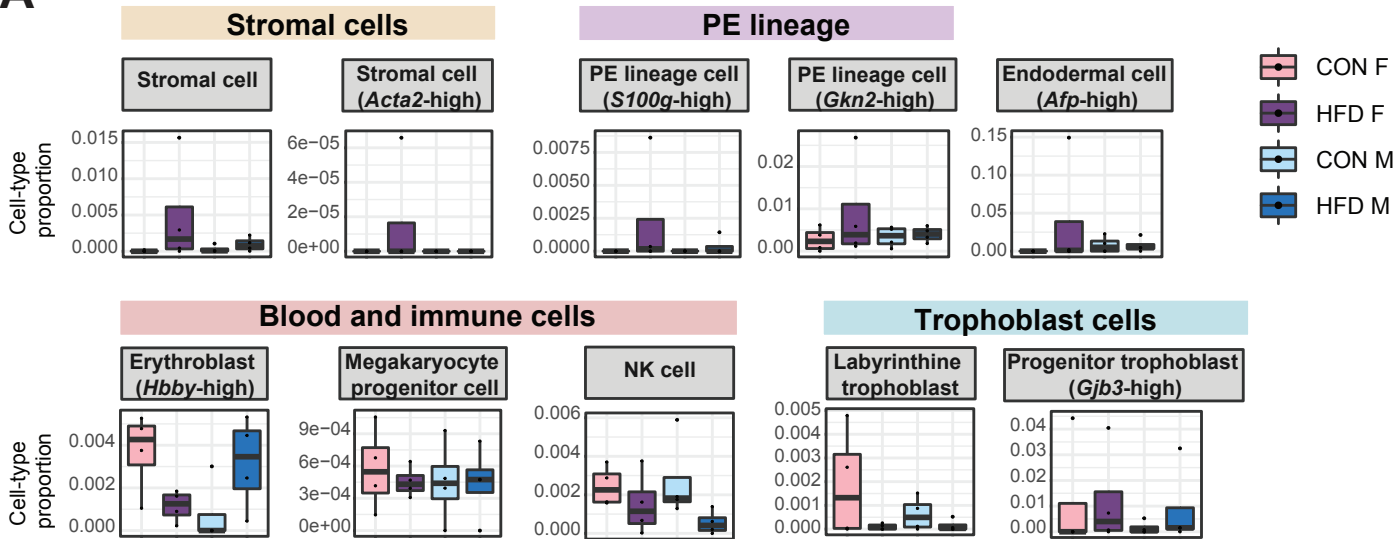 A
Stromal cells
PE lineage
Stromal cell
Stromal cell
(Acta2-high)
PE lineage cell
(S100g-high)
PE lineage cell
(Gkn2-high)
Endodermal cell
(Afp-high)
CON F
HFD F
CON M
HFD M
Cell-type
proportion
0.015
0.010
0.005
0.000
6e−05
4e−05
2e−05
0e+00
0.0075
0.0050
0.0025
0.0000
0.02
0.01
0.00
0.15
0.10
0.05
0.00
Blood and immune cells
Trophoblast cells
Erythroblast
(Hbby-high)
Megakaryocyte
progenitor cell
NK cell
Labyrinthine
trophoblast
Progenitor trophoblast
(Gjb3-high)
Cell-type
proportion
0.004
0.002
0.000
9e−04
6e−04
3e−04
0e+00
0.006
0.004
0.002
0.000
0.005
0.004
0.003
0.002
0.001
0.000
0.04
0.03
0.02
0.01
0.00